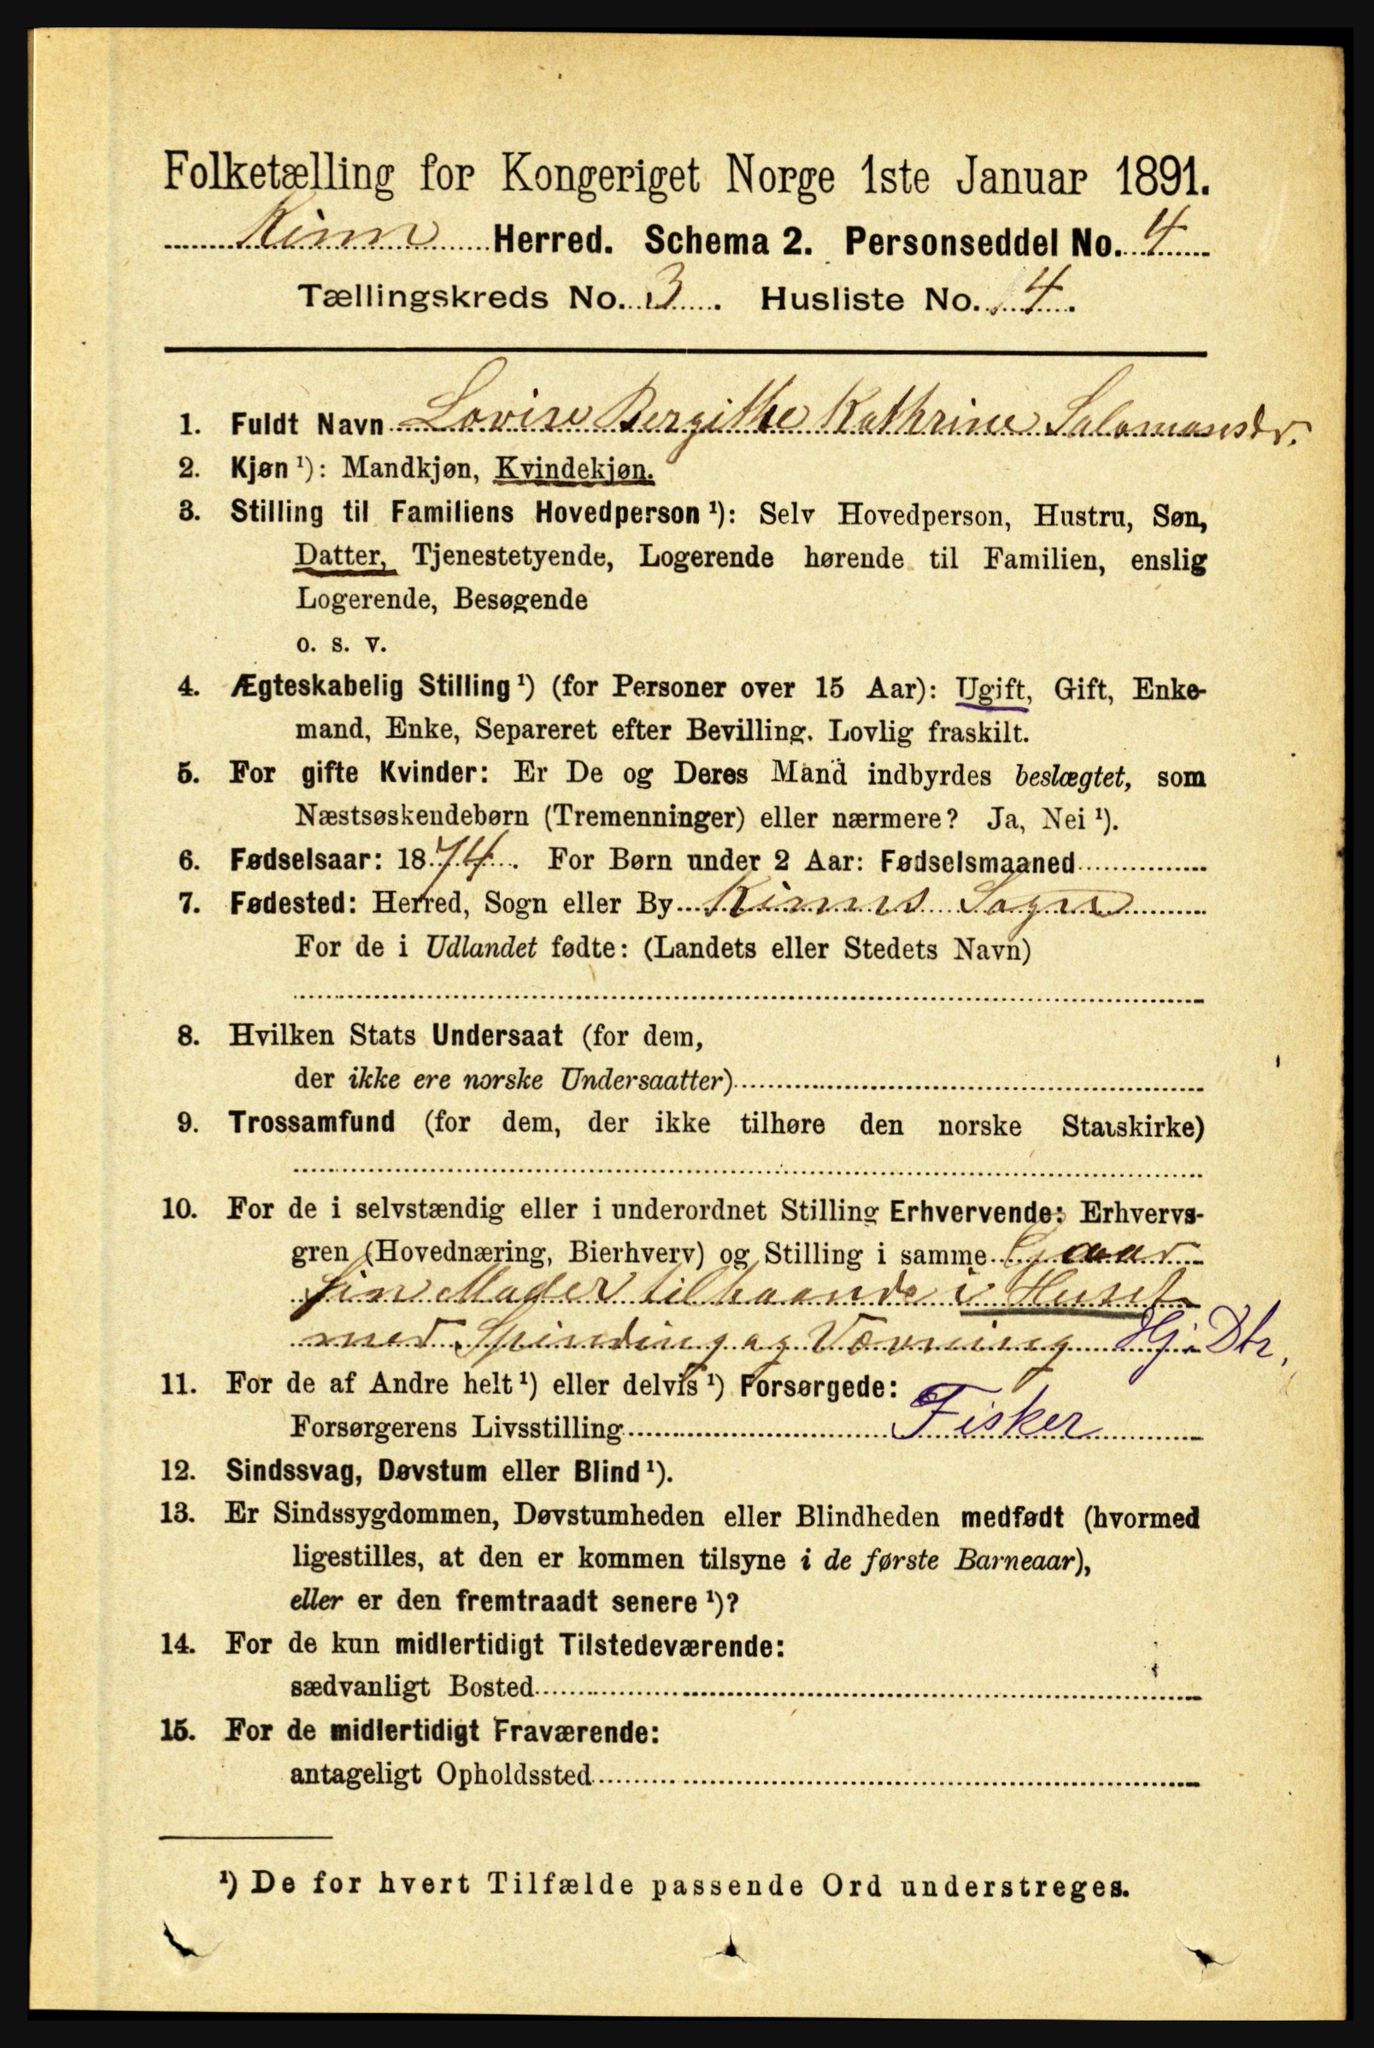 Folketælling for Kongeriget Norge 1ste Januar 1891.
Kinn Herred. Schema 2. Personseddel No. 4
Tællingskreds No. 3. Husliste No. 4.
1. Fuldt Navn Lovise Bergithe Kathrine Salamonsdr.
2. Kjøn ¹): Mandkjøn, Kvindekjøn.
3. Stilling til Familiens Hovedperson ¹): Selv Hovedperson, Hustru, Søn,
Datter, Tjenestetyende, Logerende hørende til Familien, enslig
Logerende, Besøgende
o. s. v.
4. Ægteskabelig Stilling ¹) (for Personer over 15 Aar): Ugift, Gift, Enke-
mand, Enke, Separeret efter Bevilling. Lovlig fraskilt.
5. For gifte Kvinder: Er De og Deres Mand indbyrdes beslægtet, som
Næstsøskendebørn (Tremenninger) eller nærmere? Ja, Nei ¹).
6. Fødselsaar: 1874. For Børn under 2 Aar: Fødselsmaaned
7. Fødested: Herred, Sogn eller By Kinns Sogn
For de i Udlandet fødte: (Landets eller Stedets Navn)
8. Hvilken Stats Undersaat (for dem,
der ikke ere norske Undersaatter)
9. Trossamfund (for dem, der ikke tilhøre den norske Statskirke)
10. For de i selvstændig eller i underordnet Stilling Erhvervende: Erhvervs-
gren (Hovednæring, Bierhverv) og Stilling i samme Gaaar
sin Moder tilhaande i Huset
med Spinding og Vævning Hj. Dtr,
11. For de af Andre helt ¹) eller delvis ¹) Forsørgede:
Forsørgerens Livsstilling Fisker
12. Sindssvag, Døvstum eller Blind ¹).
13. Er Sindssygdommen, Døvstumheden eller Blindheden medfødt (hvormed
ligestilles, at den er kommen tilsyne i de første Barneaar),
eller er den fremtraadt senere ¹)?
14. For de kun midlertidigt Tilstedeværende:
sædvanligt Bosted
15. For de midlertidigt Fraværende:
antageligt Opholdssted
¹) De for hvert Tilfælde passende Ord understreges.